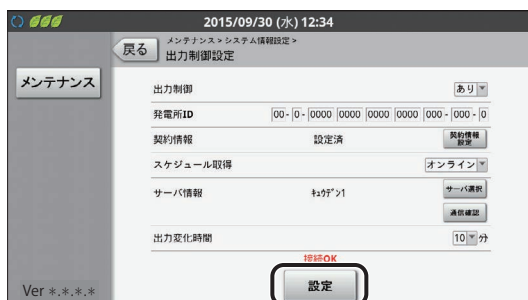 2015/09/30 (水) 12:34
戻る
メンテナンス > システム情報設定 >
出力制御設定
メンテナンス
出力制御 あり
発電所ID 00 - 0 - 0000 0000 0000 0000 000 - 000 - 0
契約情報 設定済 契約情報
設定
スケジュール取得 オンライン
サーバ情報 ｷｭｳﾃﾞﾝ1 サーバ選択
通信確認
出力変化時間 10 分
接続OK
設定
Ver *.*.*.*